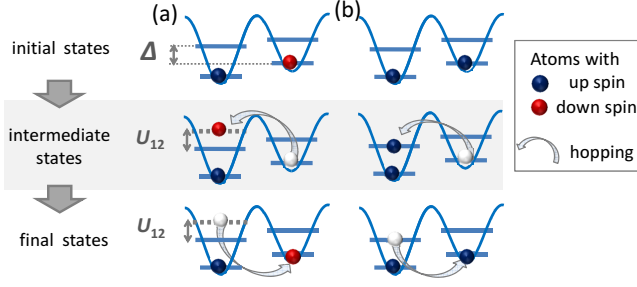 (a)
(b)
initial states
Δ
Atoms with
up spin
down spin
hopping
intermediate
states
U12
final states
U12